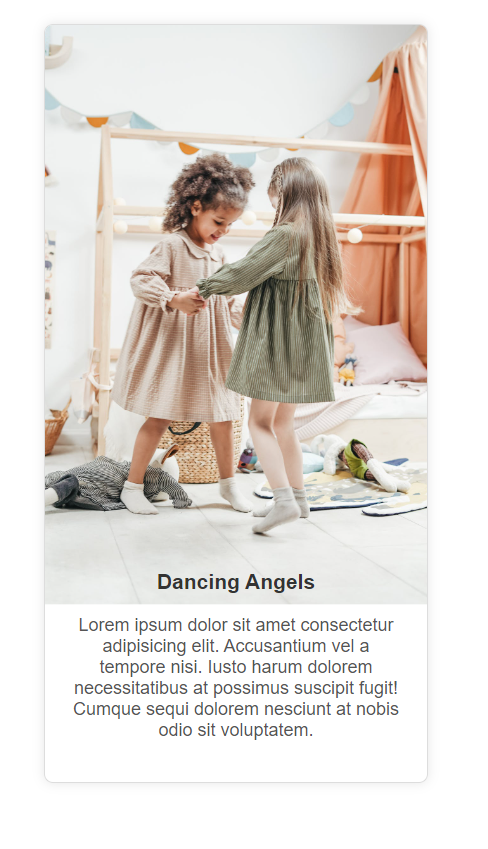 Dancing Angels
Lorem ipsum dolor sit amet consectetur
adipisicing elit. Accusantium vel a
tempore nisi. Iusto harum dolorem
necessitatibus at possimus suscipit fugit!
Cumque sequi dolorem nesciunt at nobis
odio sit voluptatem.